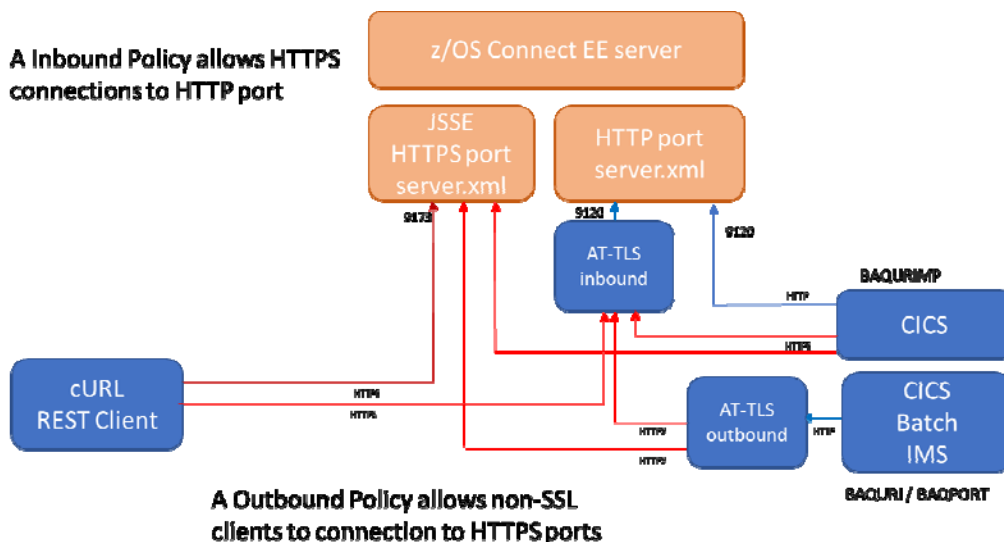 z/OS Connect EE server
A Inbound Policy allows HTTPS
connections to HTTP port
JSSE
HTTPS port
server.xml
HTTP port
server.xml
9173
9120
9120
AT-TLS
inbound
BAQURIMP
HTTP
CICS
HTTPS
cURL
REST Client
HTTPS
HTTPS
AT-TLS
outbound
HTTPS
HTTPS
HTTP
CICS
Batch
IMS
BAQURI / BAQPORT
A Outbound Policy allows non-SSL
clients to connection to HTTPS ports